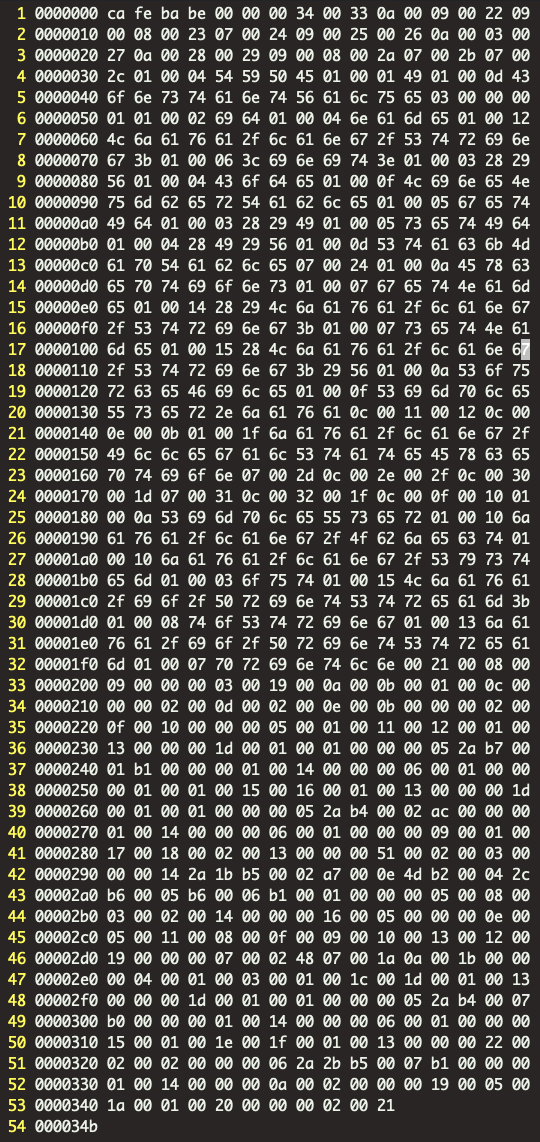 1 0000000 ca fe ba be 00 00 00 34 00 33 0a 00 09 00 22 09
2 0000010 00 08 00 23 07 00 24 09 00 25 00 26 0a 00 03 00
3 0000020 27 0a 00 28 00 29 09 00 08 00 2a 07 00 2b 07 00
4 0000030 2c 01 00 04 54 59 50 45 01 00 01 49 01 00 0d 43
5 0000040 6f 6e 73 74 61 6e 74 56 61 6c 75 65 03 00 00 00
6 0000050 01 01 00 02 69 64 01 00 04 6e 61 6d 65 01 00 12
7 0000060 4c 6a 61 76 61 2f 6c 61 6e 67 2f 53 74 72 69 6e
8 0000070 67 3b 01 00 06 3c 69 6e 69 74 3e 01 00 03 28 29
9 0000080 56 01 00 04 43 6f 64 65 01 00 0f 4c 69 6e 65 4e
10 0000090 75 6d 62 65 72 54 61 62 6c 65 01 00 05 67 65 74
11 00000a0 49 64 01 00 03 28 29 49 01 00 05 73 65 74 49 64
12 00000b0 01 00 04 28 49 29 56 01 00 0d 53 74 61 63 6b 4d
13 00000c0 61 70 54 61 62 6c 65 07 00 24 01 00 0a 45 78 63
14 00000d0 65 70 74 69 6f 6e 73 01 00 07 67 65 74 4e 61 6d
15 00000e0 65 01 00 14 28 29 4c 6a 61 76 61 2f 6c 61 6e 67
16 00000f0 2f 53 74 72 69 6e 67 3b 01 00 07 73 65 74 4e 61
17 0000100 6d 65 01 00 15 28 4c 6a 61 76 61 2f 6c 61 6e 67
18 0000110 2f 53 74 72 69 6e 67 3b 29 56 01 00 0a 53 6f 75
19 0000120 72 63 65 46 69 6c 65 01 00 0f 53 69 6d 70 6c 65
20 0000130 55 73 65 72 2e 6a 61 76 61 0c 00 11 00 12 0c 00
21 0000140 0e 00 0b 01 00 1f 6a 61 76 61 2f 6c 61 6e 67 2f
22 0000150 49 6c 6c 65 67 61 6c 53 74 61 74 65 45 78 63 65
23 0000160 70 74 69 6f 6e 07 00 2d 0c 00 2e 00 2f 0c 00 30
24 0000170 00 1d 07 00 31 0c 00 32 00 1f 0c 00 0f 00 10 01
25 0000180 00 0a 53 69 6d 70 6c 65 55 73 65 72 01 00 10 6a
26 0000190 61 76 61 2f 6c 61 6e 67 2f 4f 62 6a 65 63 74 01
27 00001a0 00 10 6a 61 76 61 2f 6c 61 6e 67 2f 53 79 73 74
28 00001b0 65 6d 01 00 03 6f 75 74 01 00 15 4c 6a 61 76 61
29 00001c0 2f 69 6f 2f 50 72 69 6e 74 53 74 72 65 61 6d 3b
30 00001d0 01 00 08 74 6f 53 74 72 69 6e 67 01 00 13 6a 61
31 00001e0 76 61 2f 69 6f 2f 50 72 69 6e 74 53 74 72 65 61
32 00001f0 6d 01 00 07 70 72 69 6e 74 6c 6e 00 21 00 08 00
33 0000200 09 00 00 00 03 00 19 00 0a 00 0b 00 01 00 0c 00
34 0000210 00 00 02 00 0d 00 02 00 0e 00 0b 00 00 00 02 00
35 0000220 0f 00 10 00 00 00 05 00 01 00 11 00 12 00 01 00
36 0000230 13 00 00 00 1d 00 01 00 01 00 00 00 05 2a b7 00
37 0000240 01 b1 00 00 00 01 00 14 00 00 00 06 00 01 00 00
38 0000250 00 01 00 01 00 15 00 16 00 01 00 13 00 00 00 1d
39 0000260 00 01 00 01 00 00 00 05 2a b4 00 02 ac 00 00 00
40 0000270 01 00 14 00 00 00 06 00 01 00 00 00 09 00 01 00
41 0000280 17 00 18 00 02 00 13 00 00 00 51 00 02 00 03 00
42 0000290 00 00 14 2a 1b b5 00 02 a7 00 0e 4d b2 00 04 2c
43 00002a0 b6 00 05 b6 00 06 b1 00 01 00 00 00 05 00 08 00
44 00002b0 03 00 02 00 14 00 00 00 16 00 05 00 00 00 0e 00
45 00002c0 05 00 11 00 08 00 0f 00 09 00 10 00 13 00 12 00
46 00002d0 19 00 00 00 07 00 02 48 07 00 1a 0a 00 1b 00 00
47 00002e0 00 04 00 01 00 03 00 01 00 1c 00 1d 00 01 00 13
48 00002f0 00 00 00 1d 00 01 00 01 00 00 00 05 2a b4 00 07
49 0000300 b0 00 00 00 01 00 14 00 00 00 06 00 01 00 00 00
50 0000310 15 00 01 00 1e 00 1f 00 01 00 13 00 00 00 22 00
51 0000320 02 00 02 00 00 00 06 2a 2b b5 00 07 b1 00 00 00
52 0000330 01 00 14 00 00 00 0a 00 02 00 00 00 19 00 05 00
53 0000340 1a 00 01 00 20 00 00 00 02 00 21
54 000034b